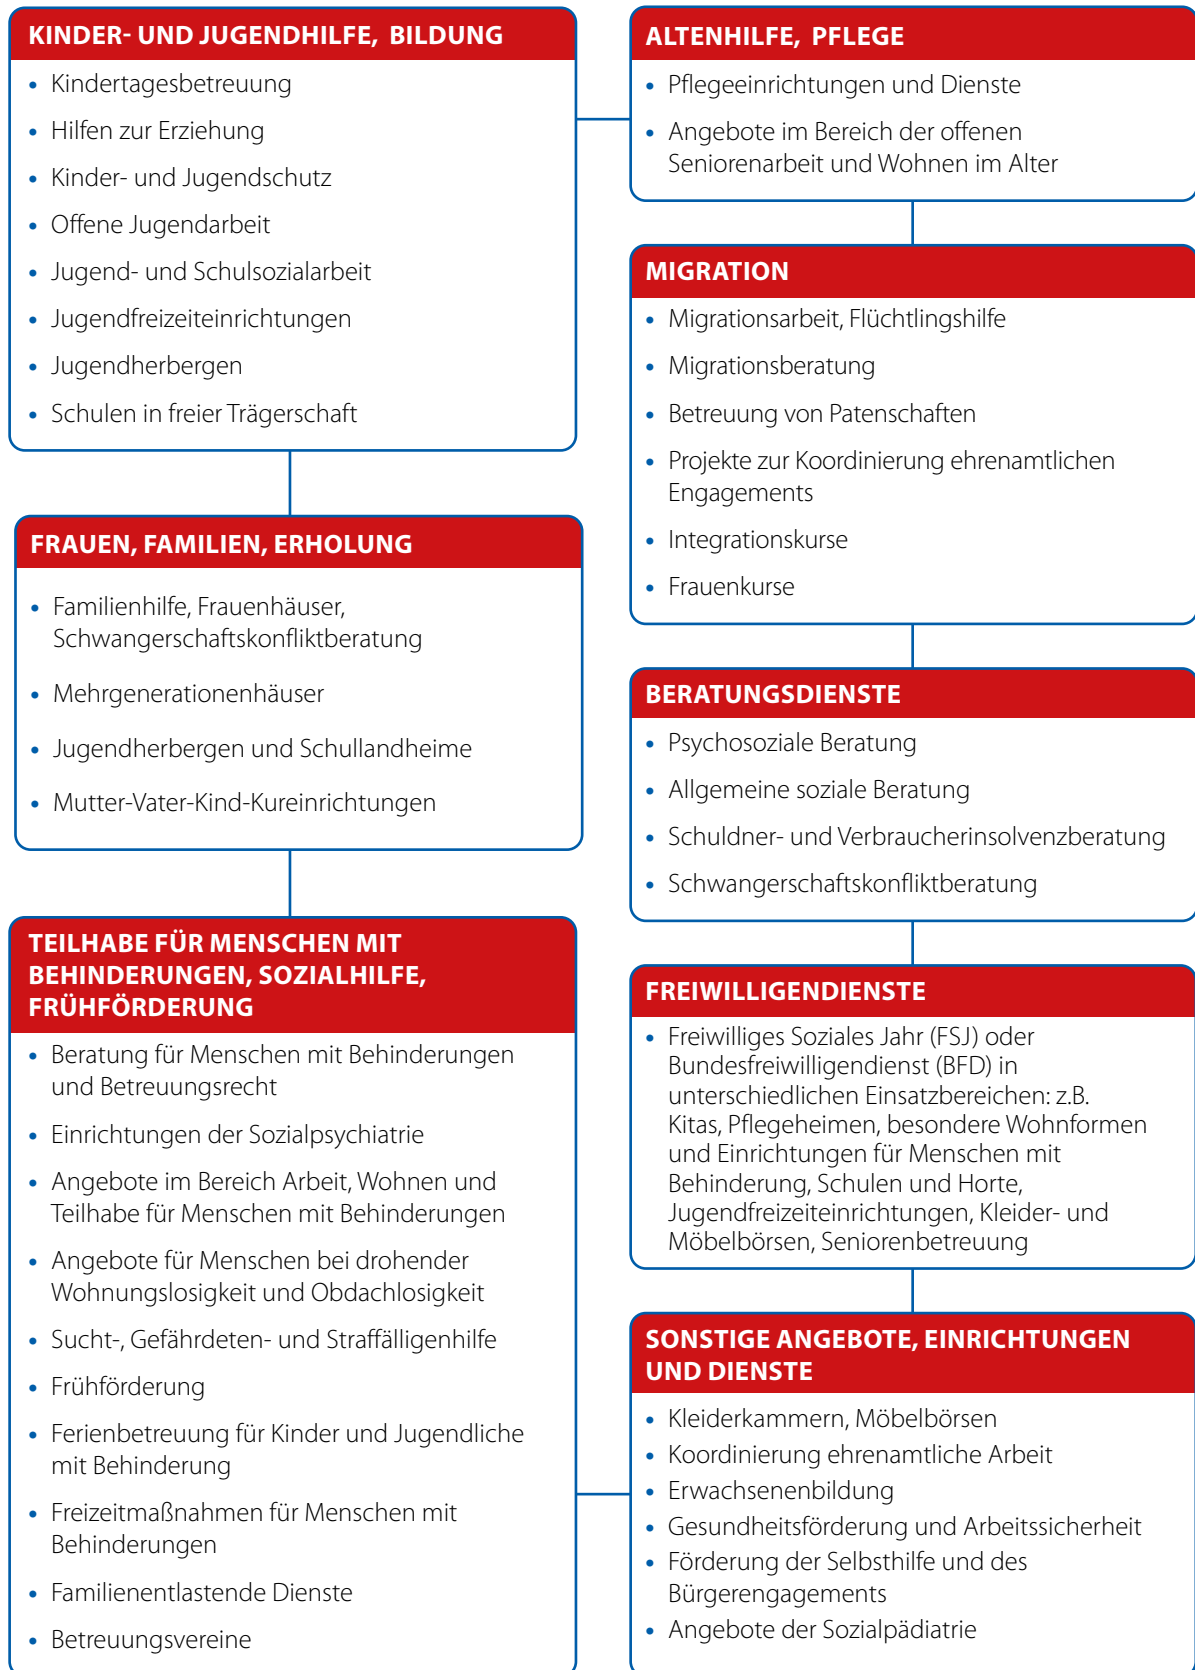 KINDER- UND JUGENDHILFE, BILDUNG
• Kindertagesbetreuung
• Hilfen zur Erziehung
• Kinder- und Jugendschutz
• Offene Jugendarbeit
• Jugend- und Schulsozialarbeit
• Jugendfreizeiteinrichtungen
• Jugendherbergen
• Schulen in freier Trägerschaft
FRAUEN, FAMILIEN, ERHOLUNG
• Familienhilfe, Frauenhäuser,
Schwangerschaftskonfliktberatung
• Mehrgenerationenhäuser
• Jugendherbergen und Schullandheime
• Mutter-Vater-Kind-Kureinrichtungen
TEILHABE FÜR MENSCHEN MIT
BEHINDERUNGEN, SOZIALHILFE,
FRÜHFÖRDERUNG
• Beratung für Menschen mit Behinderungen
und Betreuungsrecht
• Einrichtungen der Sozialpsychiatrie
• Angebote im Bereich Arbeit, Wohnen und
Teilhabe für Menschen mit Behinderungen
• Angebote für Menschen bei drohender
Wohnungslosigkeit und Obdachlosigkeit
• Sucht-, Gefährdeten- und Straffälligenhilfe
• Frühförderung
• Ferienbetreuung für Kinder und Jugendliche
mit Behinderung
• Freizeitmaßnahmen für Menschen mit
Behinderungen
• Familienentlastende Dienste
• Betreuungsvereine
ALTENHILFE, PFLEGE
• Pflegeeinrichtungen und Dienste
• Angebote im Bereich der offenen
Seniorenarbeit und Wohnen im Alter
MIGRATION
• Migrationsarbeit, Flüchtlingshilfe
• Migrationsberatung
• Betreuung von Patenschaften
• Projekte zur Koordinierung ehrenamtlichen
Engagements
• Integrationskurse
• Frauenkurse
BERATUNGSDIENSTE
• Psychosoziale Beratung
• Allgemeine soziale Beratung
• Schuldner- und Verbraucherinsolvenzberatung
• Schwangerschaftskonfliktberatung
FREIWILLIGENDIENSTE
• Freiwilliges Soziales Jahr (FSJ) oder
Bundesfreiwilligendienst (BFD) in
unterschiedlichen Einsatzbereichen: z.B.
Kitas, Pflegeheimen, besondere Wohnformen
und Einrichtungen für Menschen mit
Behinderung, Schulen und Horte,
Jugendfreizeiteinrichtungen, Kleider- und
Möbelbörsen, Seniorenbetreuung
SONSTIGE ANGEBOTE, EINRICHTUNGEN
UND DIENSTE
• Kleiderkammern, Möbelbörsen
• Koordinierung ehrenamtliche Arbeit
• Erwachsenenbildung
• Gesundheitsförderung und Arbeitssicherheit
• Förderung der Selbsthilfe und des
Bürgerengagements
• Angebote der Sozialpädiatrie